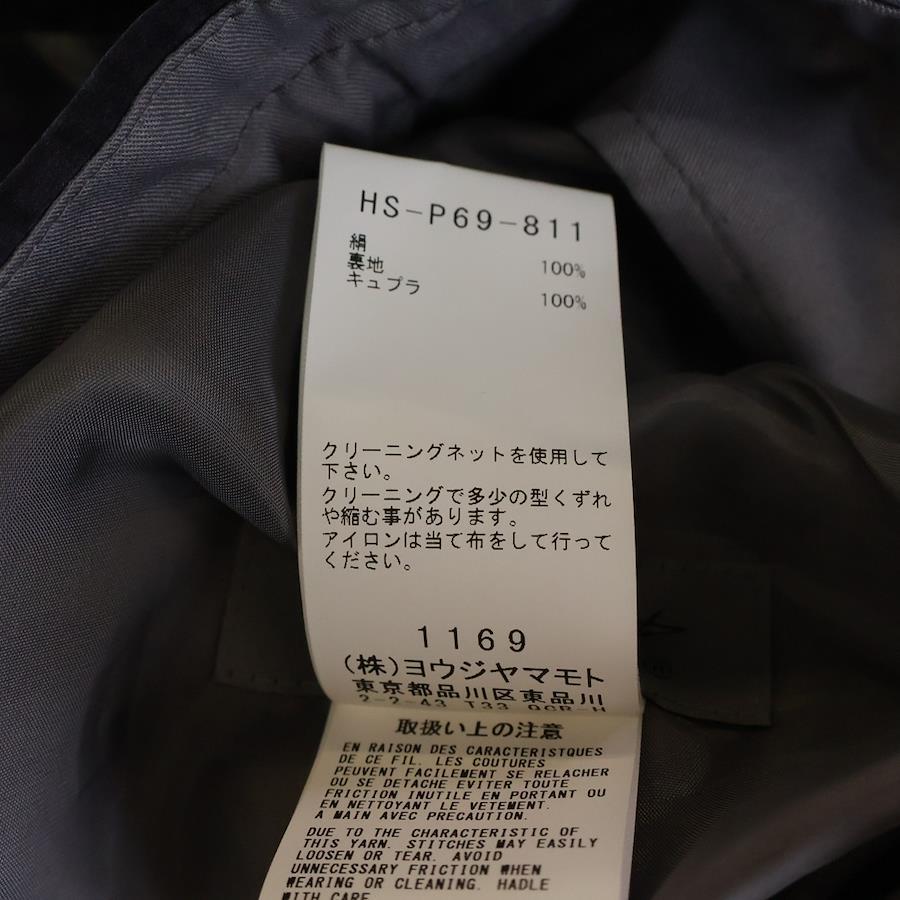 HS-P69-811
絹 100%
裏地
キュプラ 100%
クリーニングネットを使用して
下さい。
クリーニングで多少の型くずれ
や縮む事があります。
アイロンは当て布をして行って
ください。
1169
(株)ヨウジヤマモト
東京都品川区東品川
2-2-43 T33
取扱い上の注意
EN RAISON DES CARACTERISTQUES
DE CE FIL. LES COUTURES
PEUVENT FACILEMENT SE RELACHER
OU SE DETACHE EVITER TOUTE
FRICTION INUTILE EN PORTANT OU
EN NETTOYANT LE VETEMENT.
A MAIN AVEC PRECAUTION.
DUE TO THE CHARACTERISTIC OF
THIS YARN. STITCHES MAY EASILY
LOOSEN OR TEAR. AVOID
UNNECESSARY FRICTION WHEN
WEARING OR CLEANING. HADLE
WITH CARE